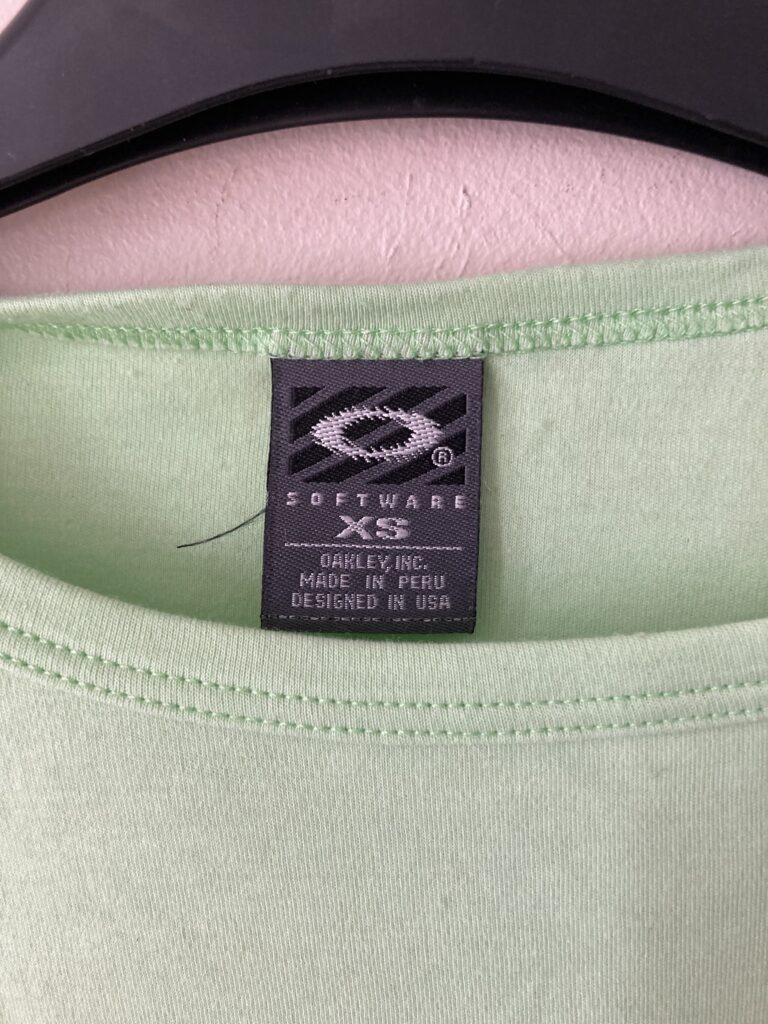 ®
SOFTWARE
XS
OAKLEY, INC.
MADE IN PERU
DESIGNED IN USA